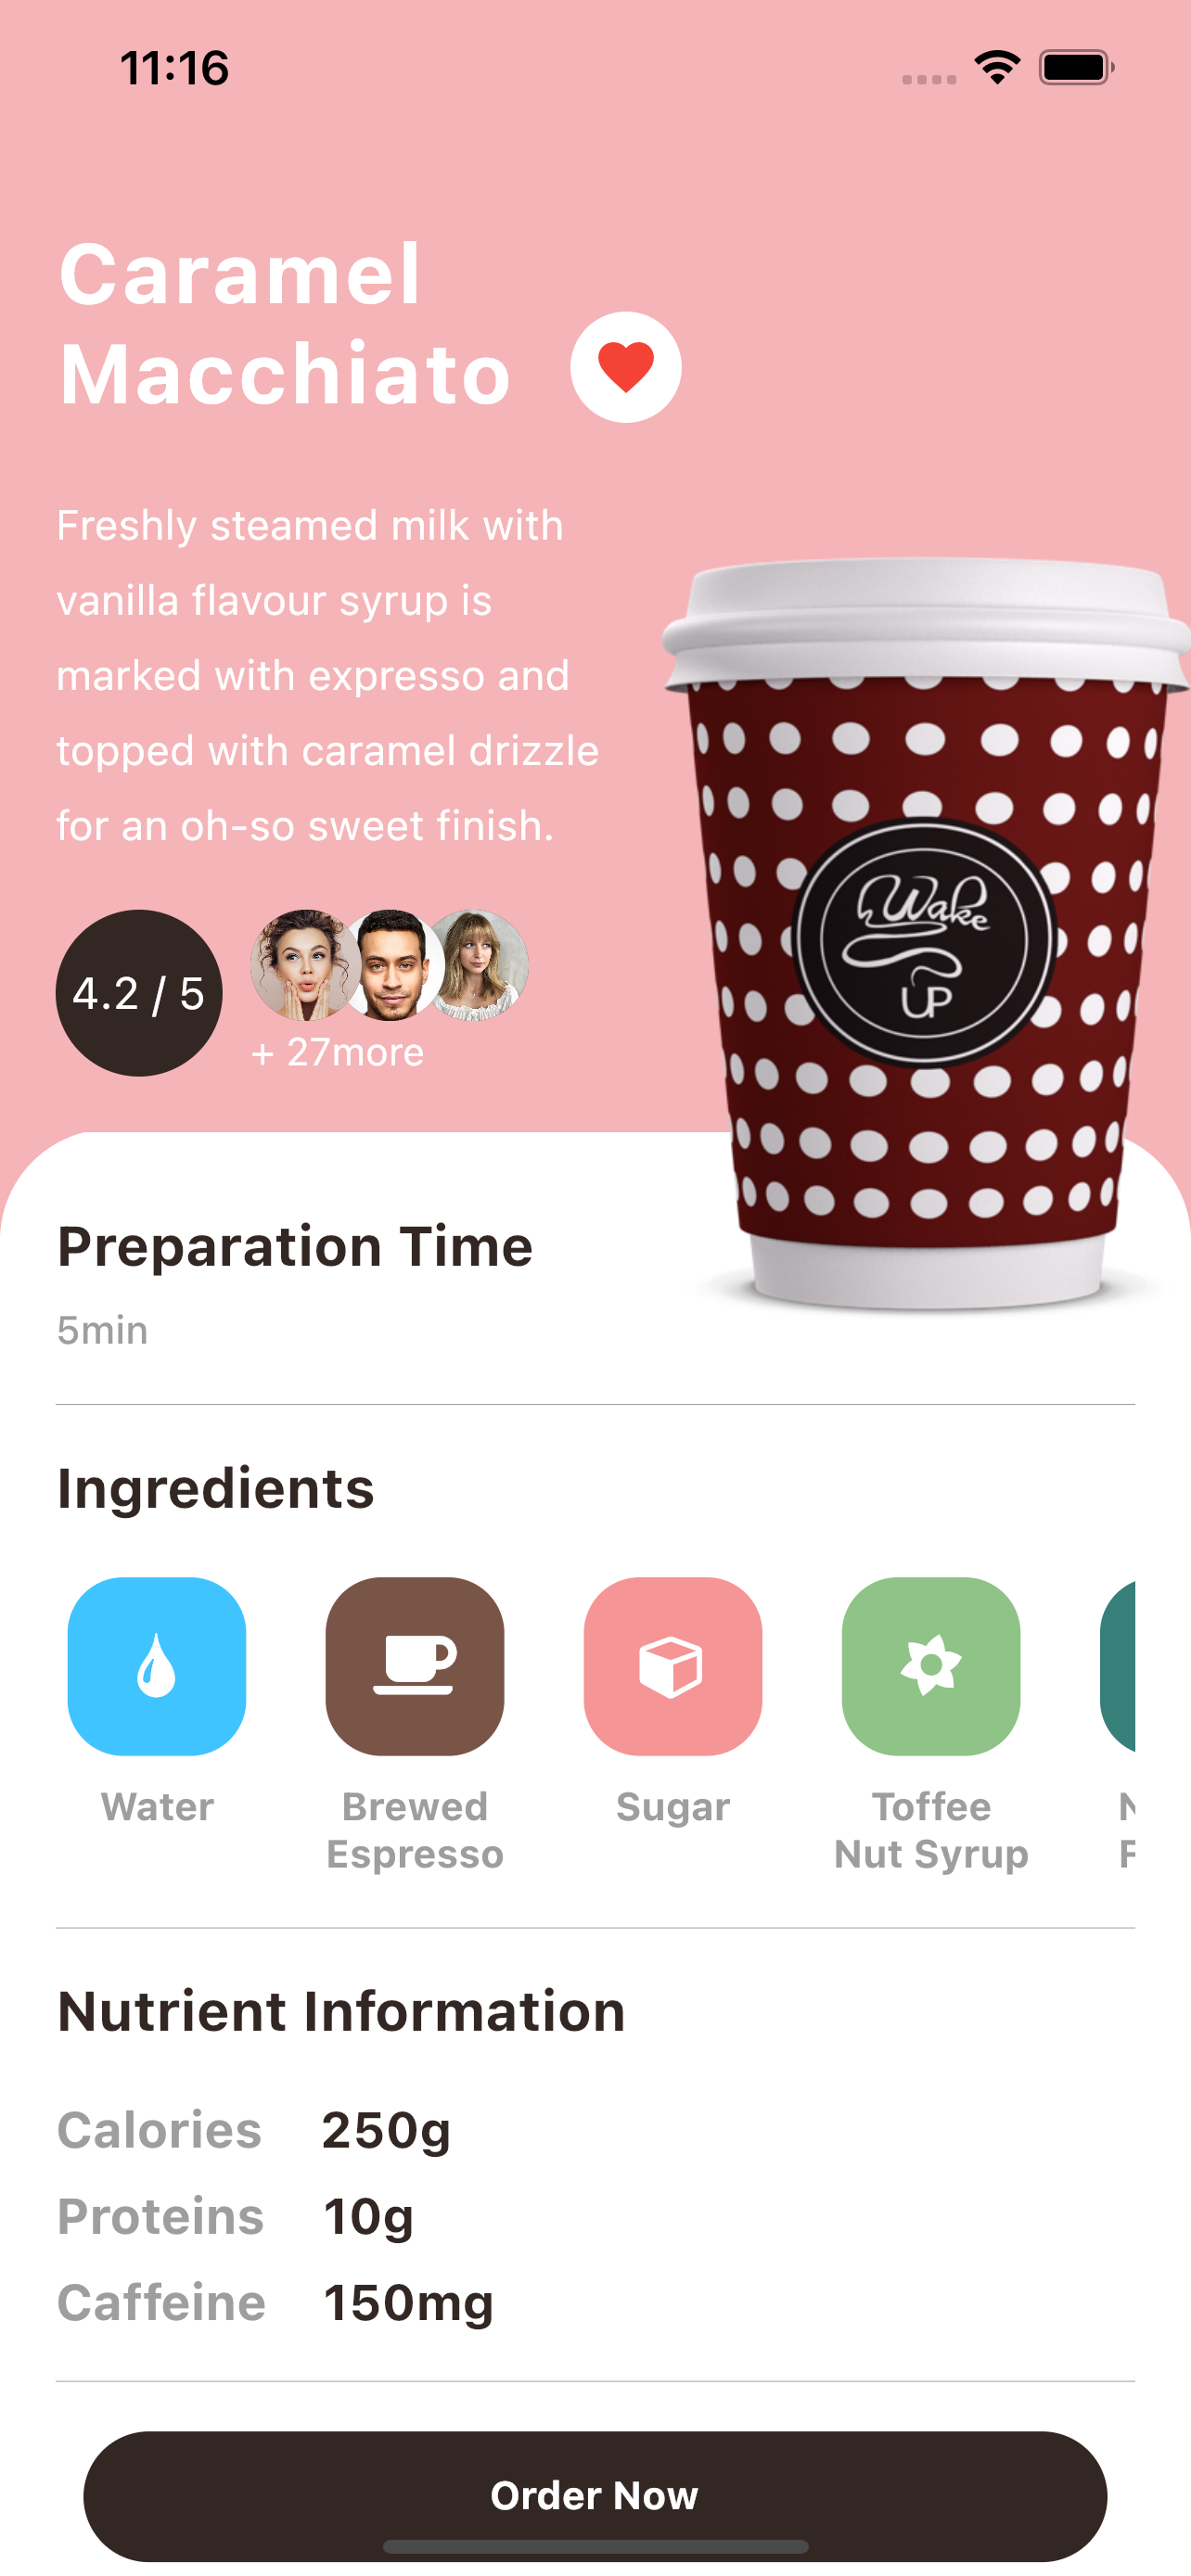 11:16
Caramel
Macchiato
Freshly steamed milk with
vanilla flavour syrup is
marked with expresso and
topped with caramel drizzle
for an oh-so sweet finish.
4.2 / 5
+ 27more
Wake
UP
Preparation Time
5min
Ingredients
Water
Brewed
Espresso
Sugar
Toffee
Nut Syrup
Nutrient Information
Calories 250g
Proteins 10g
Caffeine 150mg
Order Now